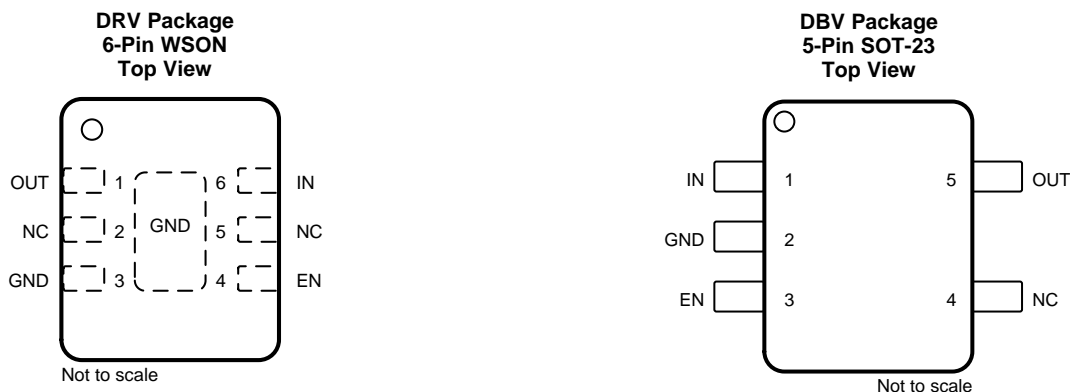 DRV Package
6-Pin WSON
Top View
OUT 1 6 IN
NC 2 GND 5 NC
GND 3 4 EN
Not to scale
DBV Package
5-Pin SOT-23
Top View
IN 1 5 OUT
GND 2
EN 3 4 NC
Not to scale